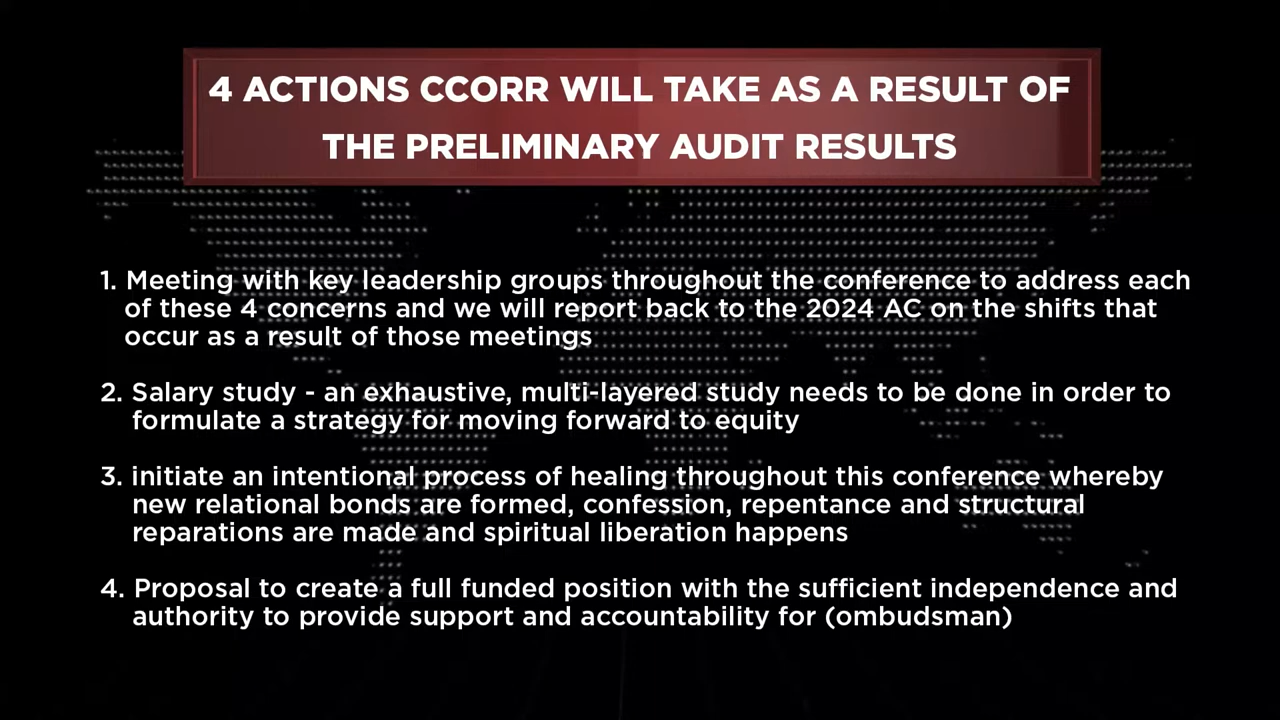 4 ACTIONS CCORR WILL TAKE AS A RESULT OF
THE PRELIMINARY AUDIT RESULTS
1. Meeting with key leadership groups throughout the conference to address each
of these 4 concerns and we will report back to the 2024 AC on the shifts that
occur as a result of those meetings
2. Salary study - an exhaustive, multi-layered study needs to be done in order to
formulate a strategy for moving forward to equity
3. initiate an intentional process of healing throughout this conference whereby
new relational bonds are formed, confession, repentance and structural
reparations are made and spiritual liberation happens
4. Proposal to create a full funded position with the sufficient independence and
authority to provide support and accountability for (ombudsman)